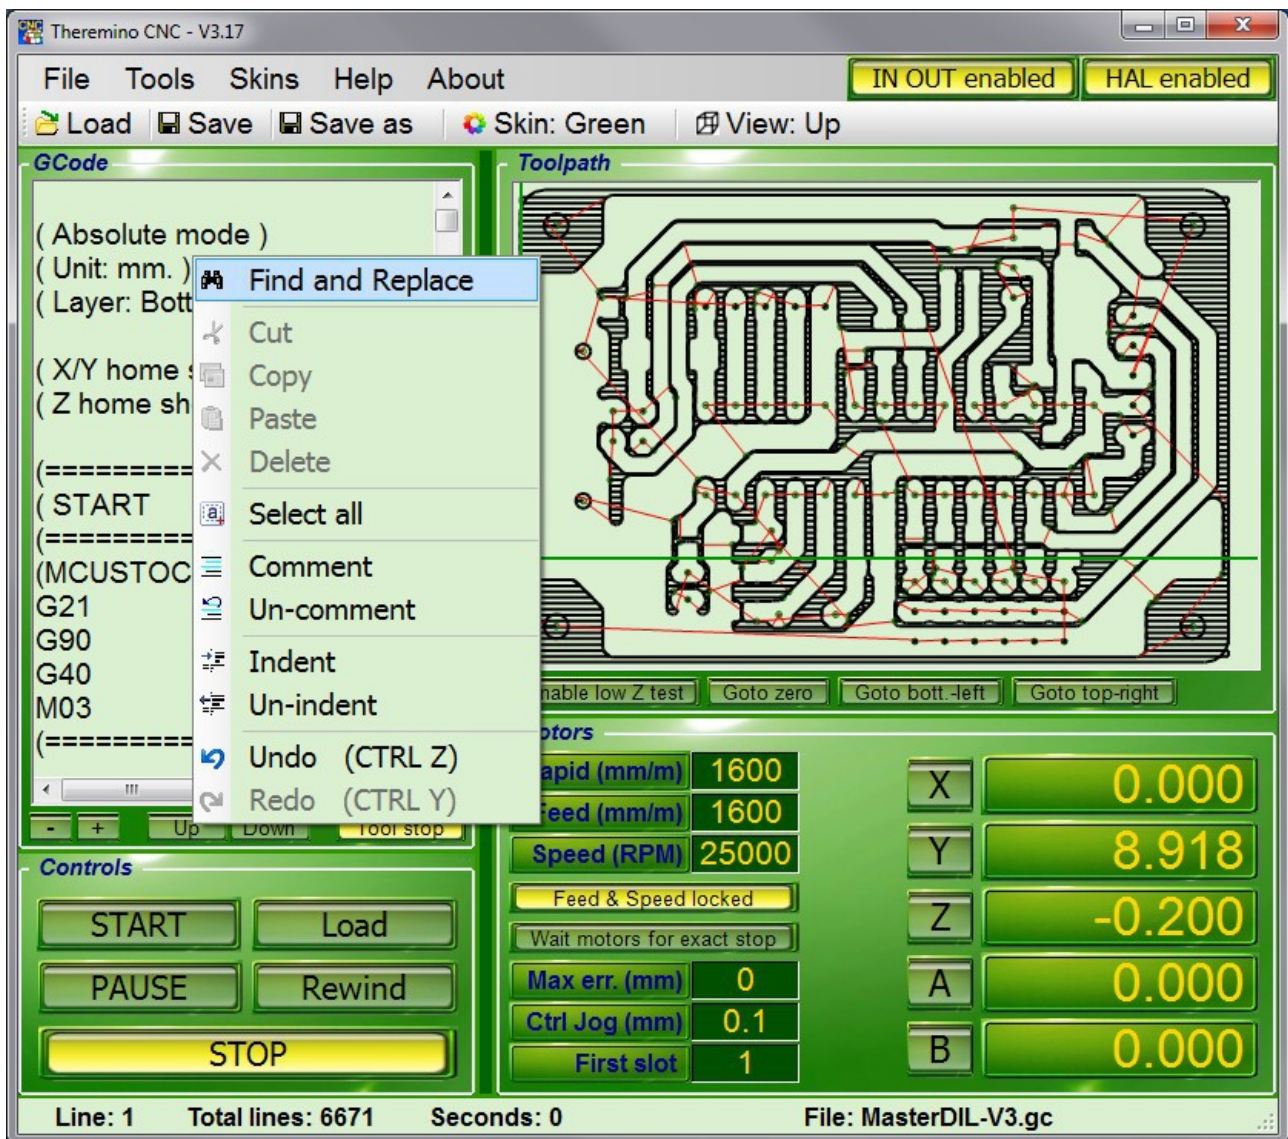 Theremino CNC - V3.17
File Tools Skins Help About IN OUT enabled HAL enabled
Load Save Save as Skin: Green View: Up
GCode
( Absolute mode )
( Unit: mm. )
( Layer: Bott
( X/Y home s
( Z home sh
(===========
( START
(===========
(MCUSTOC
G21
G90
G40
M03
(===========
- + Up Down Tool stop
Find and Replace
Cut
Copy
Paste
Delete
Select all
Comment
Un-comment
Indent
Un-indent
Undo (CTRL Z)
Redo (CTRL Y)
Toolpath
nable low Z test Goto zero Goto bott.-left Goto top-right
Controls
START Load
PAUSE Rewind
STOP
otors
apid (mm/m) 1600
Feed (mm/m) 1600
Speed (RPM) 25000
Feed & Speed locked
Wait motors for exact stop
Max err. (mm) 0
Ctrl Jog (mm) 0.1
First slot 1
X 0.000
Y 8.918
Z -0.200
A 0.000
B 0.000
Line: 1 Total lines: 6671 Seconds: 0 File: MasterDIL-V3.gc